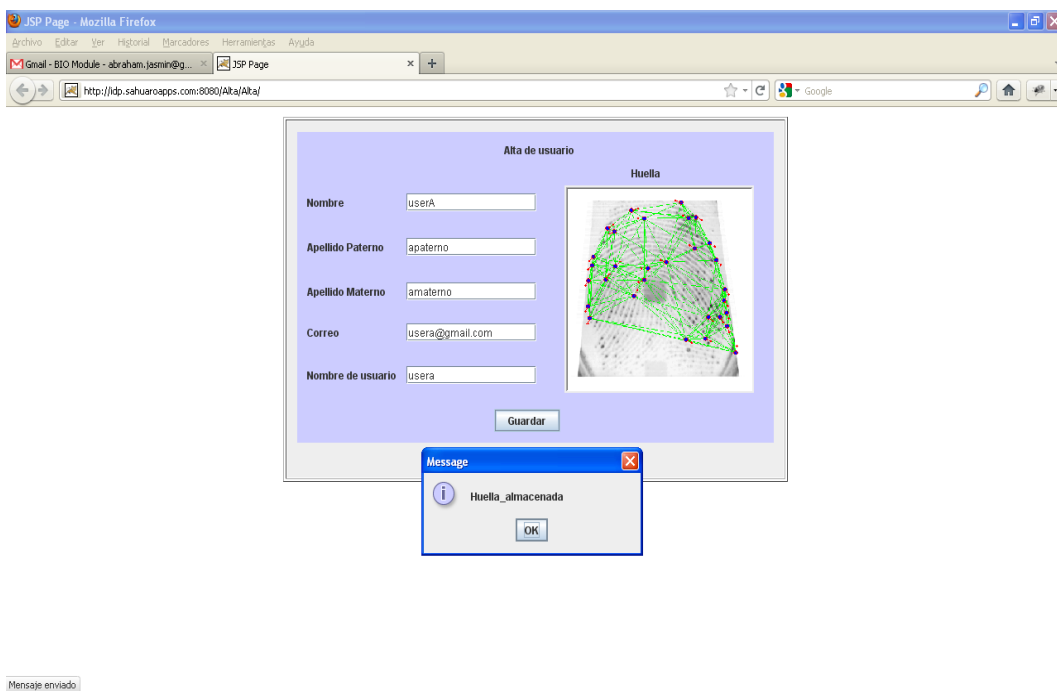 JSP Page - Mozilla Firefox
Archivo Editar Ver Historial Marcadores Herramientas Ayuda
Gmail - BIO Module - abraham.jasmin@g... JSP Page
http://idp.sahuaroapps.com:8080/Alta/Alta/ Google
Alta de usuario
Huella
Nombre userA
Apellido Paterno apaterno
Apellido Materno amaterno
Correo usera@gmail.com
Nombre de usuario usera
Guardar
Message
Huella_almacenada
OK
Mensaje enviado